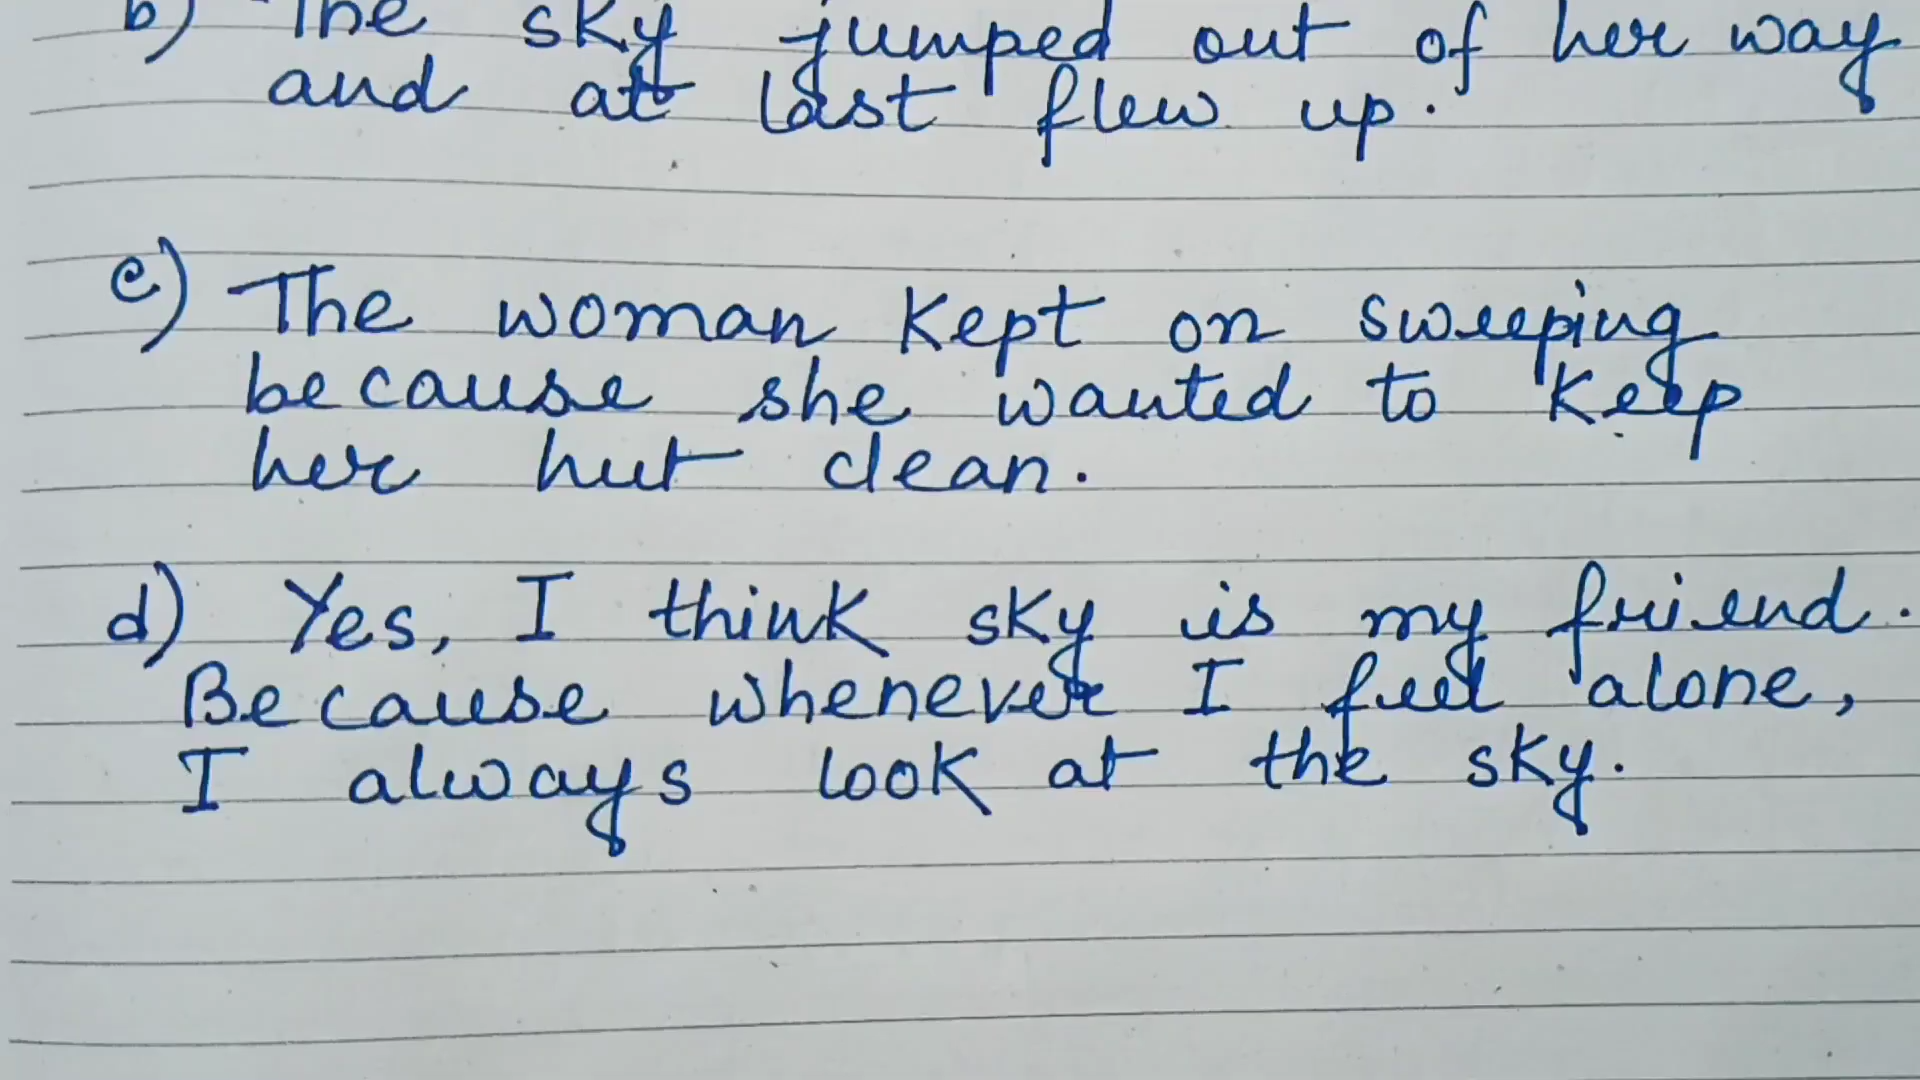 b) The sky jumped out of her way
and at last flew up.
c) The woman kept on sweeping
because she wanted to keep
her hut clean.
d) Yes, I think sky is my friend.
Because whenever I feel alone,
I always look at the sky.